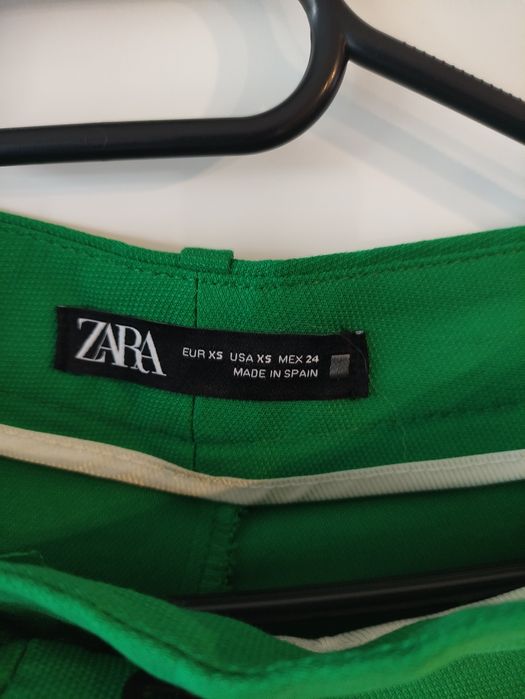 ZARA
EUR XS USA XS MEX 24
MADE IN SPAIN